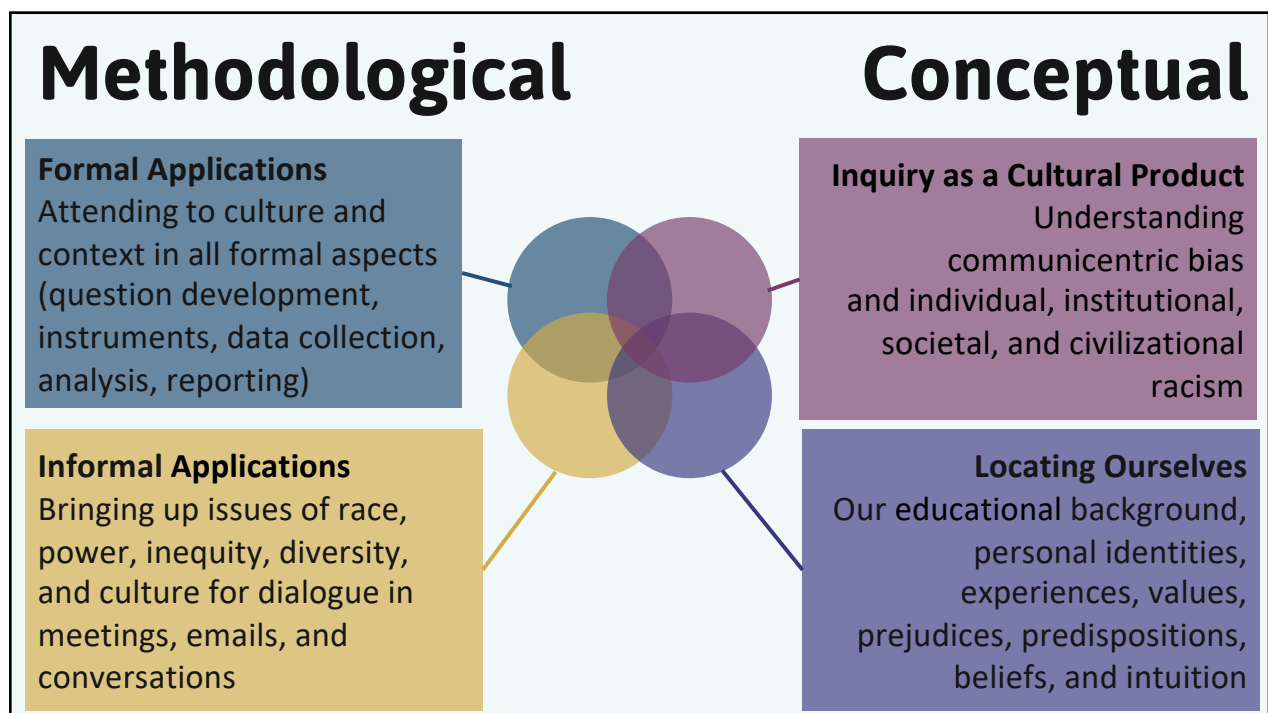 Methodological
Conceptual
Formal Applications
Attending to culture and
context in all formal aspects
(question development,
instruments, data collection,
analysis, reporting)
Inquiry as a Cultural Product
Understanding
communicentric bias
and individual, institutional,
societal, and civilizational
racism
Informal Applications
Bringing up issues of race,
power, inequity, diversity,
and culture for dialogue in
meetings, emails, and
conversations
Locating Ourselves
Our educational background,
personal identities,
experiences, values,
prejudices, predispositions,
beliefs, and intuition